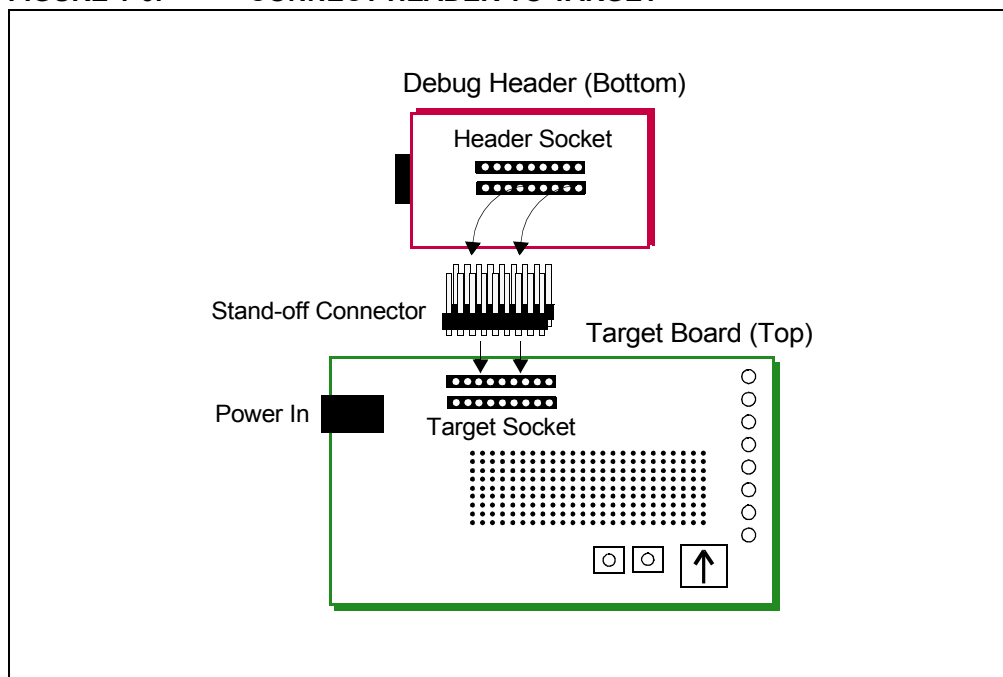 Debug Header (Bottom)
Header Socket
Stand-off Connector
Target Board (Top)
Power In
Target Socket